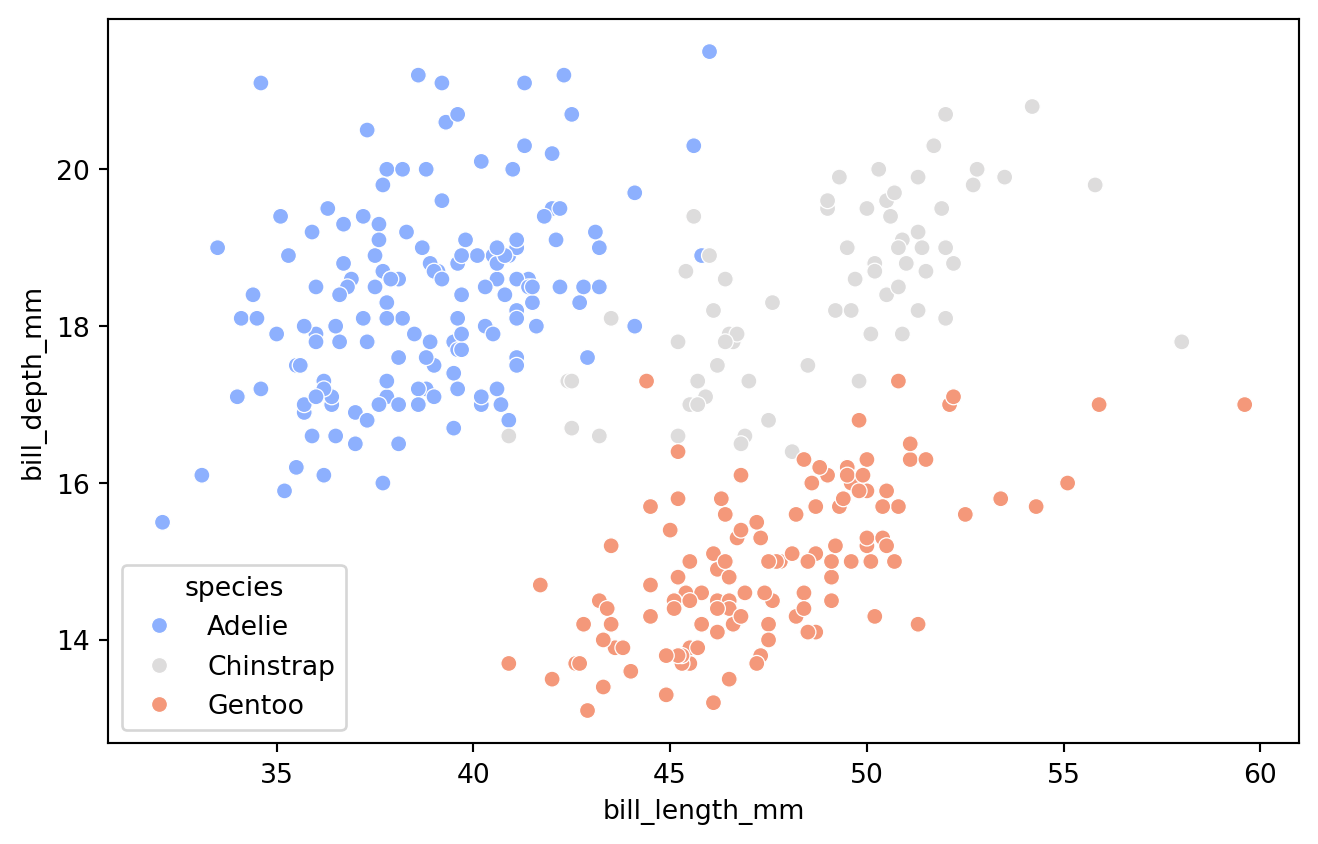 bill_depth_mm
20
18
16
14
species
Adelie
Chinstrap
Gentoo
35 40 45 50 55 60
bill_length_mm